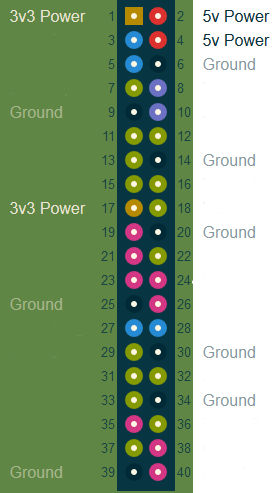 3v3 Power 1 2 5v Power
3 4 5v Power
5 6 Ground
7 8
Ground 9 10
11 12
13 14 Ground
15 16
3v3 Power 17 18
19 20 Ground
21 22
23 24
Ground 25 26
27 28
29 30 Ground
31 32
33 34 Ground
35 36
37 38
Ground 39 40